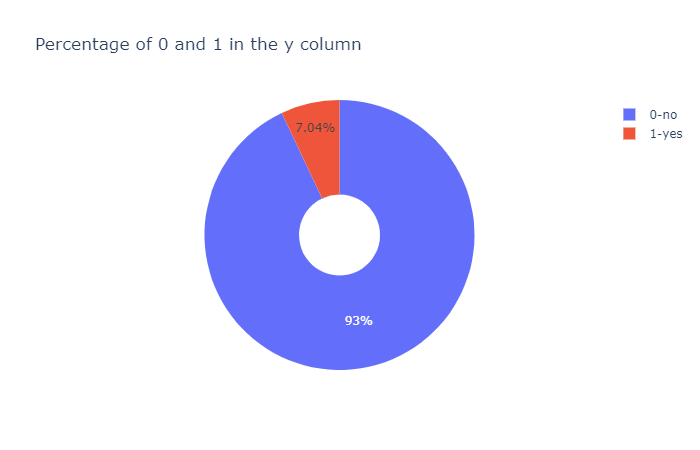 Percentage of 0 and 1 in the y column
0-no
1-yes
7.04%
93%